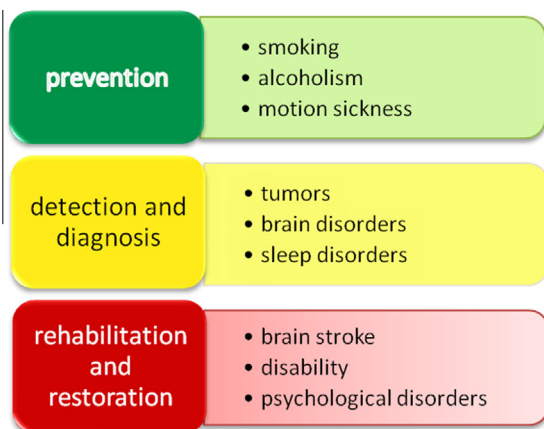 prevention
• smoking
• alcoholism
• motion sickness
detection and
diagnosis
• tumors
• brain disorders
• sleep disorders
rehabilitation
and
restoration
• brain stroke
• disability
• psychological disorders